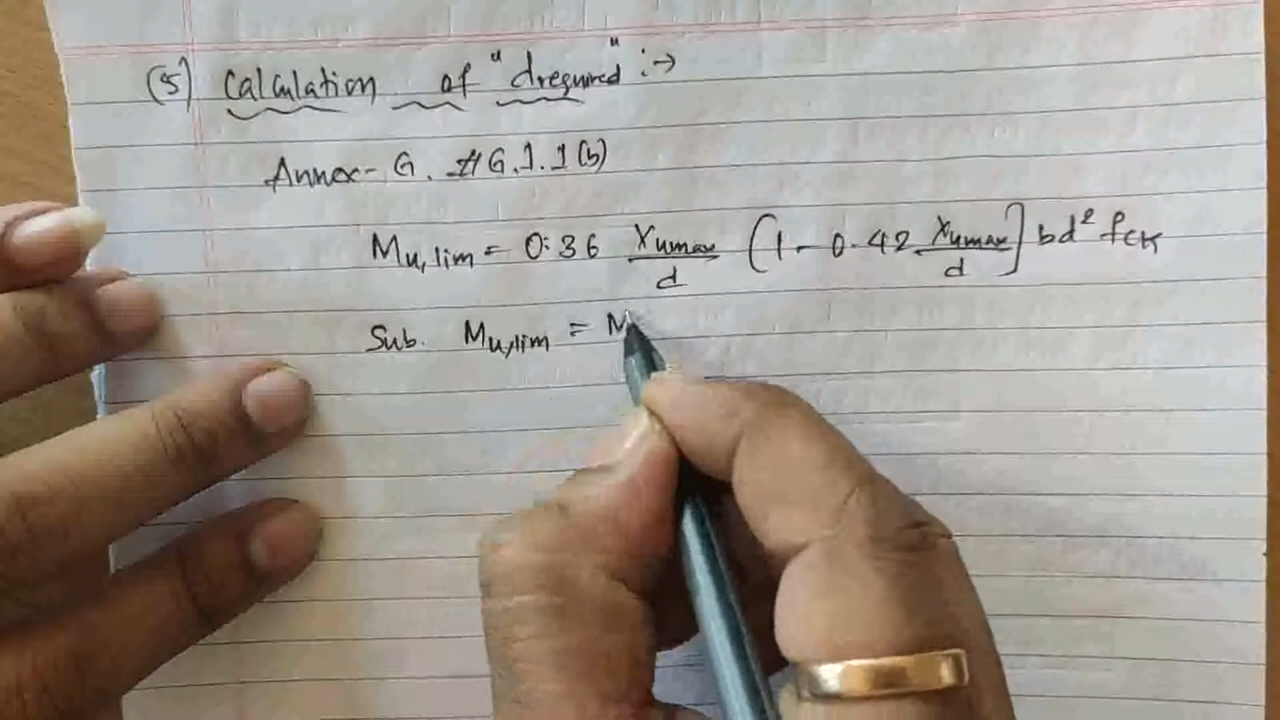 (5) Calculation of "drequired" :→
Annex- G. #G.1.1(b)
Mu,lim = 0.36 Xumax/d (1 - 0.42 Xumax/d] bd² fck
Sub. Mu,lim = M